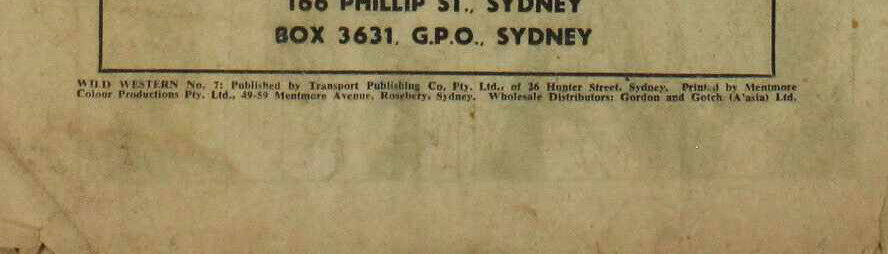 166 PHILLIP ST., SYDNEY
BOX 3631, G.P.O., SYDNEY
WILD WESTERN No. 7: Published by Transport Publishing Co. Pty. Ltd., of 26 Hunter Street, Sydney. Printed by Mentmore
Colour Productions Pty. Ltd., 49-59 Mentmore Avenue, Rosebery, Sydney. Wholesale Distributors: Gordon and Gotch (A'asia) Ltd.